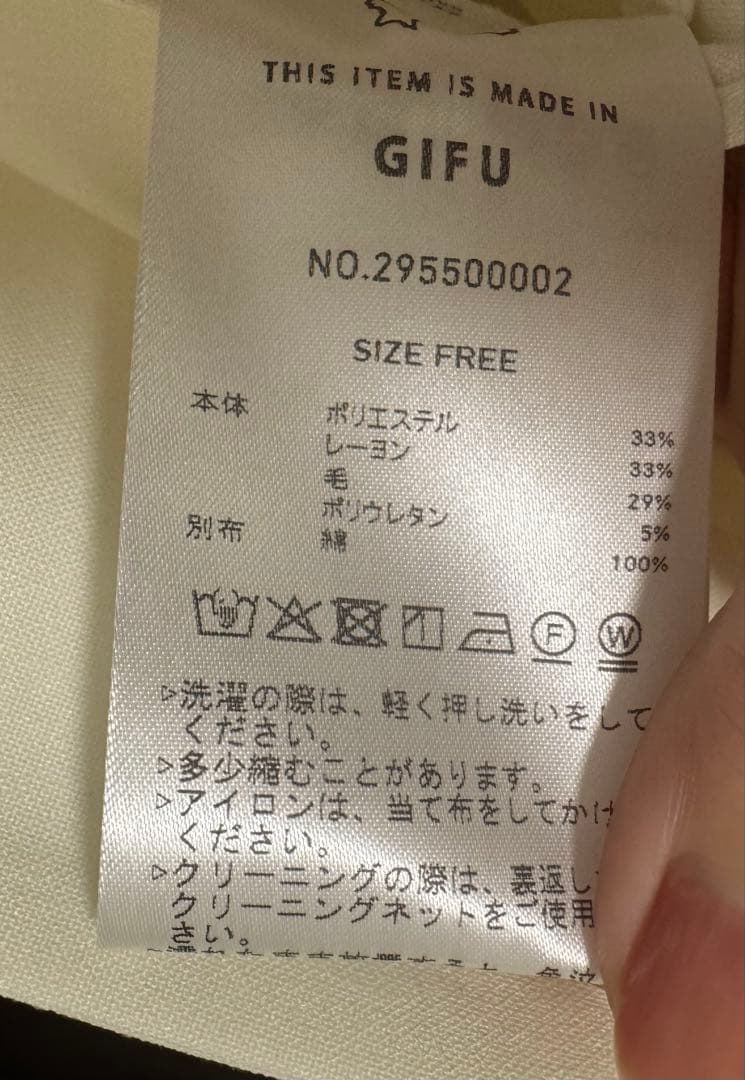 THIS ITEM IS MADE IN
GIFU
NO.295500002
SIZE FREE
本体 ポリエステル 33%
レーヨン 33%
毛 29%
ポリウレタン 5%
別布 綿 100%
F W
▷洗濯の際は、軽く押し洗いをして
ください。
▷多少縮むことがあります。
▷アイロンは、当て布をしてかけ
ください。
▷クリーニングの際は、裏返し
クリーニングネットをご使用
さい。